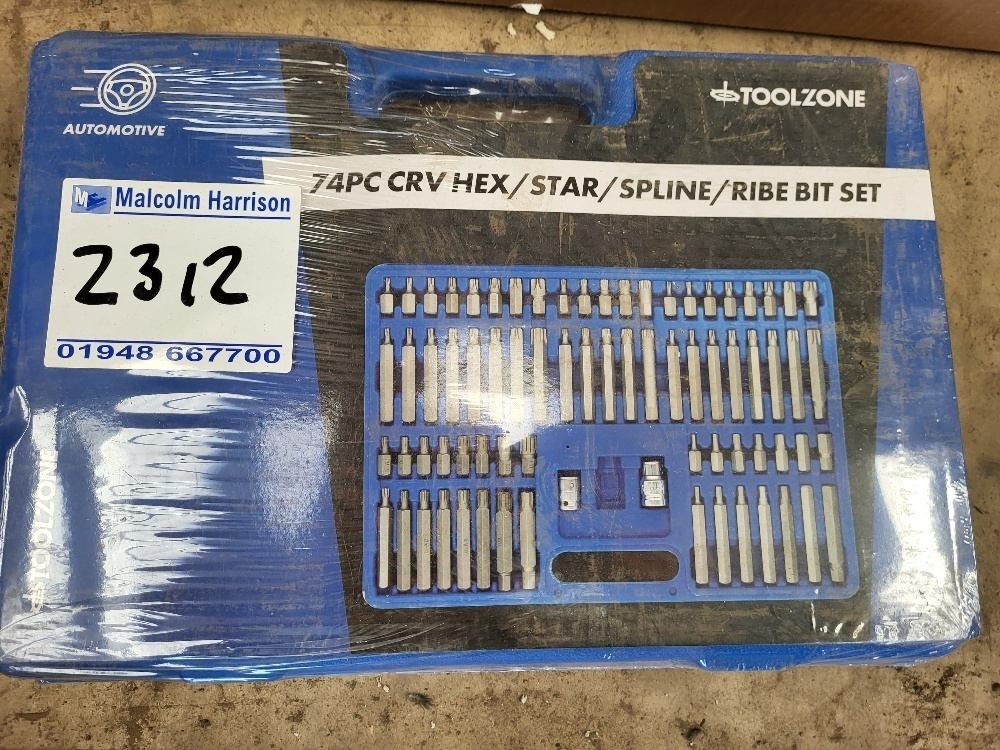 AUTOMOTIVE
TOOLZONE
74PC CRV HEX/STAR/SPLINE/RIBE BIT SET
Malcolm Harrison
2312
01948 667700
TOOLZONE